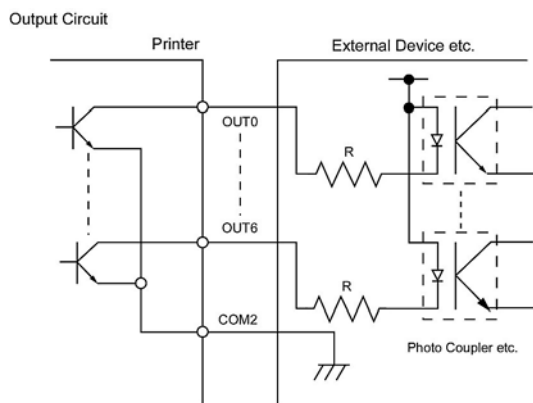 Output Circuit
Printer
External Device etc.
OUT0
R
OUT6
R
COM2
Photo Coupler etc.